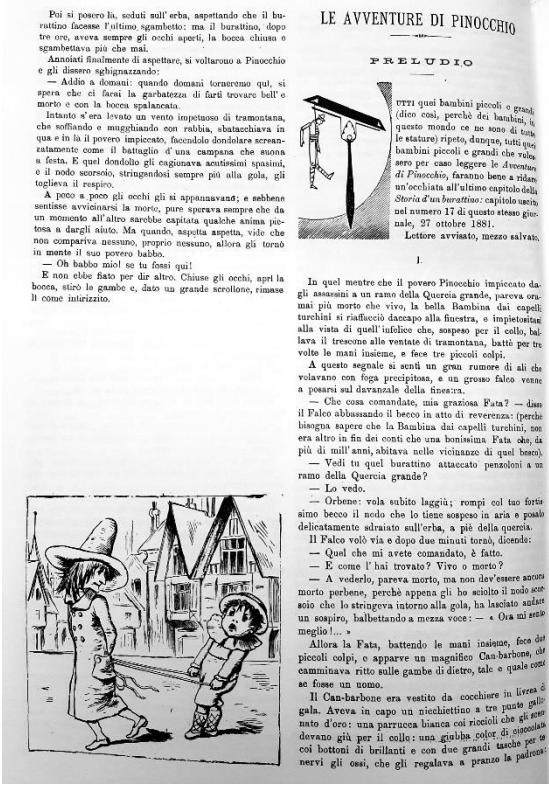 Poi si posero là, seduti sull'erba, aspettando che il bu-
rattino facesse l'ultimo sgambetto: ma il burattino, dopo
tre ore, aveva sempre gli occhi aperti, la bocca chiusa e
sgambettava più che mai.
Annoiati finalmente di aspettare, si voltarono a Pinocchio
e gli dissero sghignazzando:
— Addio a domani: quando domani torneremo qui, si
spera che ci farai la garbatezza di farti trovare bell'e
morto e con la bocca spalancata.
Intanto s'era levato un vento impetuoso di tramontana,
che soffiando e mugghiando con rabbia, sbatacchiava in
qua e in là il povero impiccato, facendolo dondolare screan-
zatamente come il battaglio d'una campana che suona
a festa. E quel dondolio gli cagionava acutissimi spasimi,
e il nodo scorsoio, stringendosi sempre più alla gola, gli
toglieva il respiro.
A poco a poco gli occhi gli si appannavano; e sebbene
sentisse avvicinarsi la morte, pure sperava sempre che da
un momento all'altro sarebbe capitata qualche anima pie-
tosa a dargli aiuto. Ma quando, aspetta aspetta, vide che
non compariva nessuno, proprio nessuno, allora gli tornò
in mente il suo povero babbo.
— Oh babbo mio! se tu fossi qui!
E non ebbe fiato per dir altro. Chiuse gli occhi, aprì la
bocca, stirò le gambe e, dato un grande scrollone, rimase
lì come intirizzito.
LE AVVENTURE DI PINOCCHIO
PRELUDIO
TUTTI quei bambini piccoli e grandi
(dico così, perchè dei bambini, in
questo mondo ce ne sono di tutte
le stature) ripeto, dunque, tutti quei
bambini piccoli e grandi che voles-
sero per caso leggere le Avventure
di Pinocchio, faranno bene a ridare
un'occhiata all'ultimo capitolo della
Storia d'un burattino: capitolo uscito
nel numero 17 di questo stesso gior-
nale, 27 ottobre 1881.
Lettore avvisato, mezzo salvato.
I.
In quel mentre che il povero Pinocchio impiccato da-
gli assassini a un ramo della Quercia grande, pareva ora-
mai più morto che vivo, la bella Bambina dai capelli
turchini si riaffacciò daccapo alla finestra, e impietositasi
alla vista di quell'infelice che, sospeso per il collo, bal-
lava il trescone alle ventate di tramontana, battè per tre
volte le mani insieme, e fece tre piccoli colpi.
A questo segnale si sentì un gran rumore di ali che
volavano con foga precipitosa, e un grosso falco venne
a posarsi sul davanzale della finestra.
— Che cosa comandate, mia graziosa Fata? — disse
il Falco abbassando il becco in atto di reverenza: (perchè
bisogna sapere che la Bambina dai capelli turchini, non
era altro in fin dei conti che una bonissima Fata che, da
più di mill'anni, abitava nelle vicinanze di quel bosco).
— Vedi tu quel burattino attaccato penzoloni a un
ramo della Quercia grande?
— Lo vedo.
— Orbene: vola subito laggiù; rompi col tuo fortis-
simo becco il nodo che lo tiene sospeso in aria e posalo
delicatamente sdraiato sull'erba, a piè della quercia.
Il Falco volò via e dopo due minuti tornò, dicendo:
— Quel che mi avete comandato, è fatto.
— E come l'hai trovato? Vivo o morto?
— A vederlo, pareva morto, ma non dev'essere ancora
morto perbene, perchè appena gli ho sciolto il nodo scor-
soio che lo stringeva intorno alla gola, ha lasciato andare
un sospiro, balbettando a mezza voce: — « Ora mi sento
meglio!... »
Allora la Fata, battendo le mani insieme, fece due
piccoli colpi, e apparve un magnifico Can-barbone, che
camminava ritto sulle gambe di dietro, tale e quale come
se fosse un uomo.
Il Can-barbone era vestito da cocchiere in livrea di
gala. Aveva in capo un nicchiettino a tre punte gallo-
nato d'oro: una parrucca bianca coi riccioli che gli scen-
devano giù per il collo: una giubba color di cioccolata
coi bottoni di brillanti e con due grandi tasche per te-
nervi gli ossi, che gli regalava a pranzo la padrona: